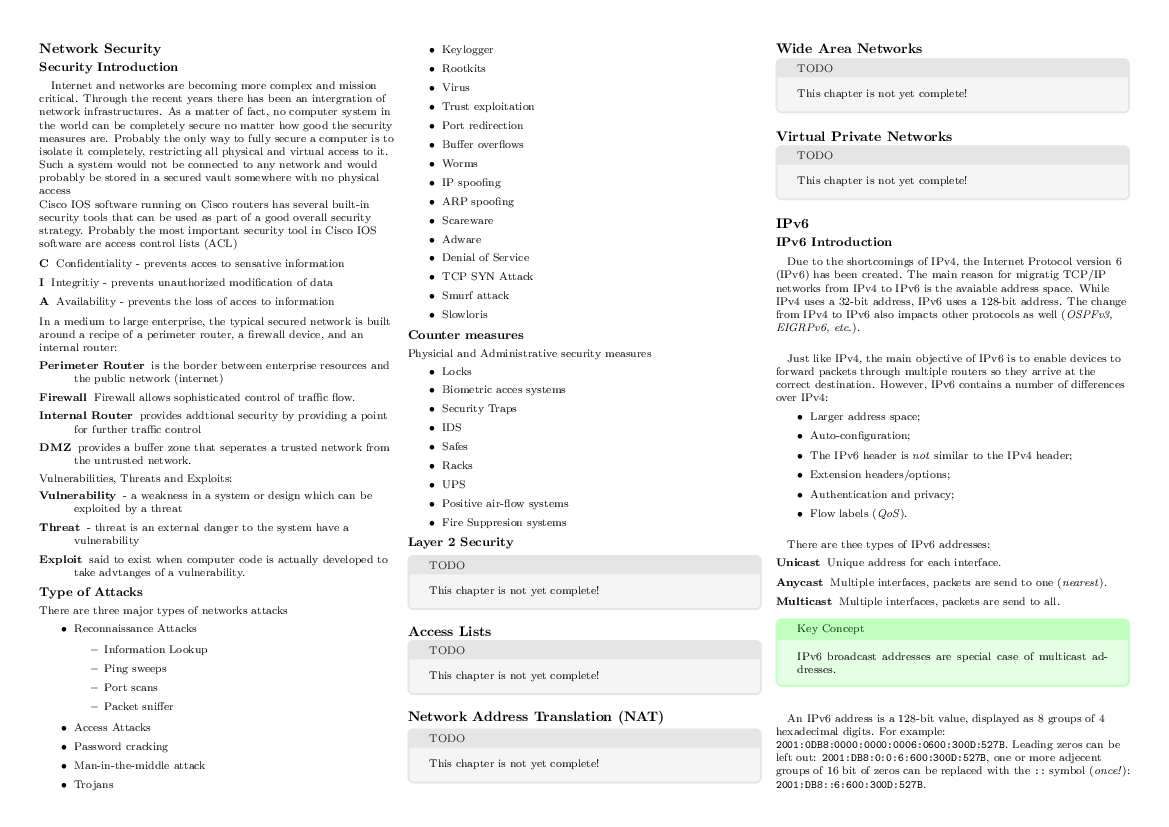 Network Security
Security Introduction
Internet and networks are becoming more complex and mission
critical. Through the recent years there has been an intergration of
network infrastructures. As a matter of fact, no computer system in
the world can be completely secure no matter how good the security
measures are. Probably the only way to fully secure a computer is to
isolate it completely, restricting all physical and virtual access to it.
Such a system would not be connected to any network and would
probably be stored in a secured vault somewhere with no physical
access
Cisco IOS software running on Cisco routers has several built-in
security tools that can be used as part of a good overall security
strategy. Probably the most important security tool in Cisco IOS
software are access control lists (ACL)
C Confidentiality - prevents acces to sensative information
I Integritiy - prevents unauthorized modification of data
A Availability - prevents the loss of acces to information
In a medium to large enterprise, the typical secured network is built
around a recipe of a perimeter router, a firewall device, and an
internal router:
Perimeter Router is the border between enterprise resources and
the public network (internet)
Firewall Firewall allows sophisticated control of traffic flow.
Internal Router provides addtional security by providing a point
for further traffic control
DMZ provides a buffer zone that seperates a trusted network from
the untrusted network.
Vulnerabilities, Threats and Exploits:
Vulnerability - a weakness in a system or design which can be
exploited by a threat
Threat - threat is an external danger to the system have a
vulnerability
Exploit said to exist when computer code is actually developed to
take advtanges of a vulnerability.
Type of Attacks
There are three major types of networks attacks
• Reconnaissance Attacks
– Information Lookup
– Ping sweeps
– Port scans
– Packet sniffer
• Access Attacks
• Password cracking
• Man-in-the-middle attack
• Trojans
• Keylogger
• Rootkits
• Virus
• Trust exploitation
• Port redirection
• Buffer overflows
• Worms
• IP spoofing
• ARP spoofing
• Scareware
• Adware
• Denial of Service
• TCP SYN Attack
• Smurf attack
• Slowloris
Counter measures
Physicial and Administrative security measures
• Locks
• Biometric acces systems
• Security Traps
• IDS
• Safes
• Racks
• UPS
• Positive air-flow systems
• Fire Suppresion systems
Layer 2 Security
TODO
This chapter is not yet complete!
Access Lists
TODO
This chapter is not yet complete!
Network Address Translation (NAT)
TODO
This chapter is not yet complete!
Wide Area Networks
TODO
This chapter is not yet complete!
Virtual Private Networks
TODO
This chapter is not yet complete!
IPv6
IPv6 Introduction
Due to the shortcomings of IPv4, the Internet Protocol version 6
(IPv6) has been created. The main reason for migratig TCP/IP
networks from IPv4 to IPv6 is the avaiable address space. While
IPv4 uses a 32-bit address, IPv6 uses a 128-bit address. The change
from IPv4 to IPv6 also impacts other protocols as well (OSPFv3,
EIGRPv6, etc.).
Just like IPv4, the main objective of IPv6 is to enable devices to
forward packets through multiple routers so they arrive at the
correct destination. However, IPv6 contains a number of differences
over IPv4:
• Larger address space;
• Auto-configuration;
• The IPv6 header is not similar to the IPv4 header;
• Extension headers/options;
• Authentication and privacy;
• Flow labels (QoS).
There are thee types of IPv6 addresses:
Unicast Unique address for each interface.
Anycast Multiple interfaces, packets are send to one (nearest).
Multicast Multiple interfaces, packets are send to all.
Key Concept
IPv6 broadcast addresses are special case of multicast ad-
dresses.
An IPv6 address is a 128-bit value, displayed as 8 groups of 4
hexadecimal digits. For example:
2001:0DB8:0000:0000:0006:0600:300D:527B. Leading zeros can be
left out: 2001:DB8:0:0:6:600:300D:527B, one or more adjecent
groups of 16 bit of zeros can be replaced with the :: symbol (once!):
2001:DB8::6:600:300D:527B.